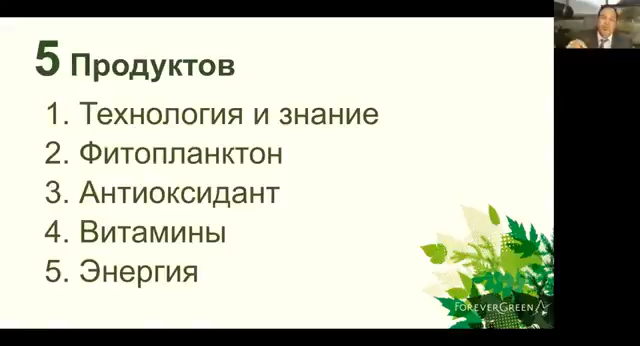 5 Продуктов
1. Технология и знание
2. Фитопланктон
3. Антиоксидант
4. Витамины
5. Энергия
FOREVERGREEN